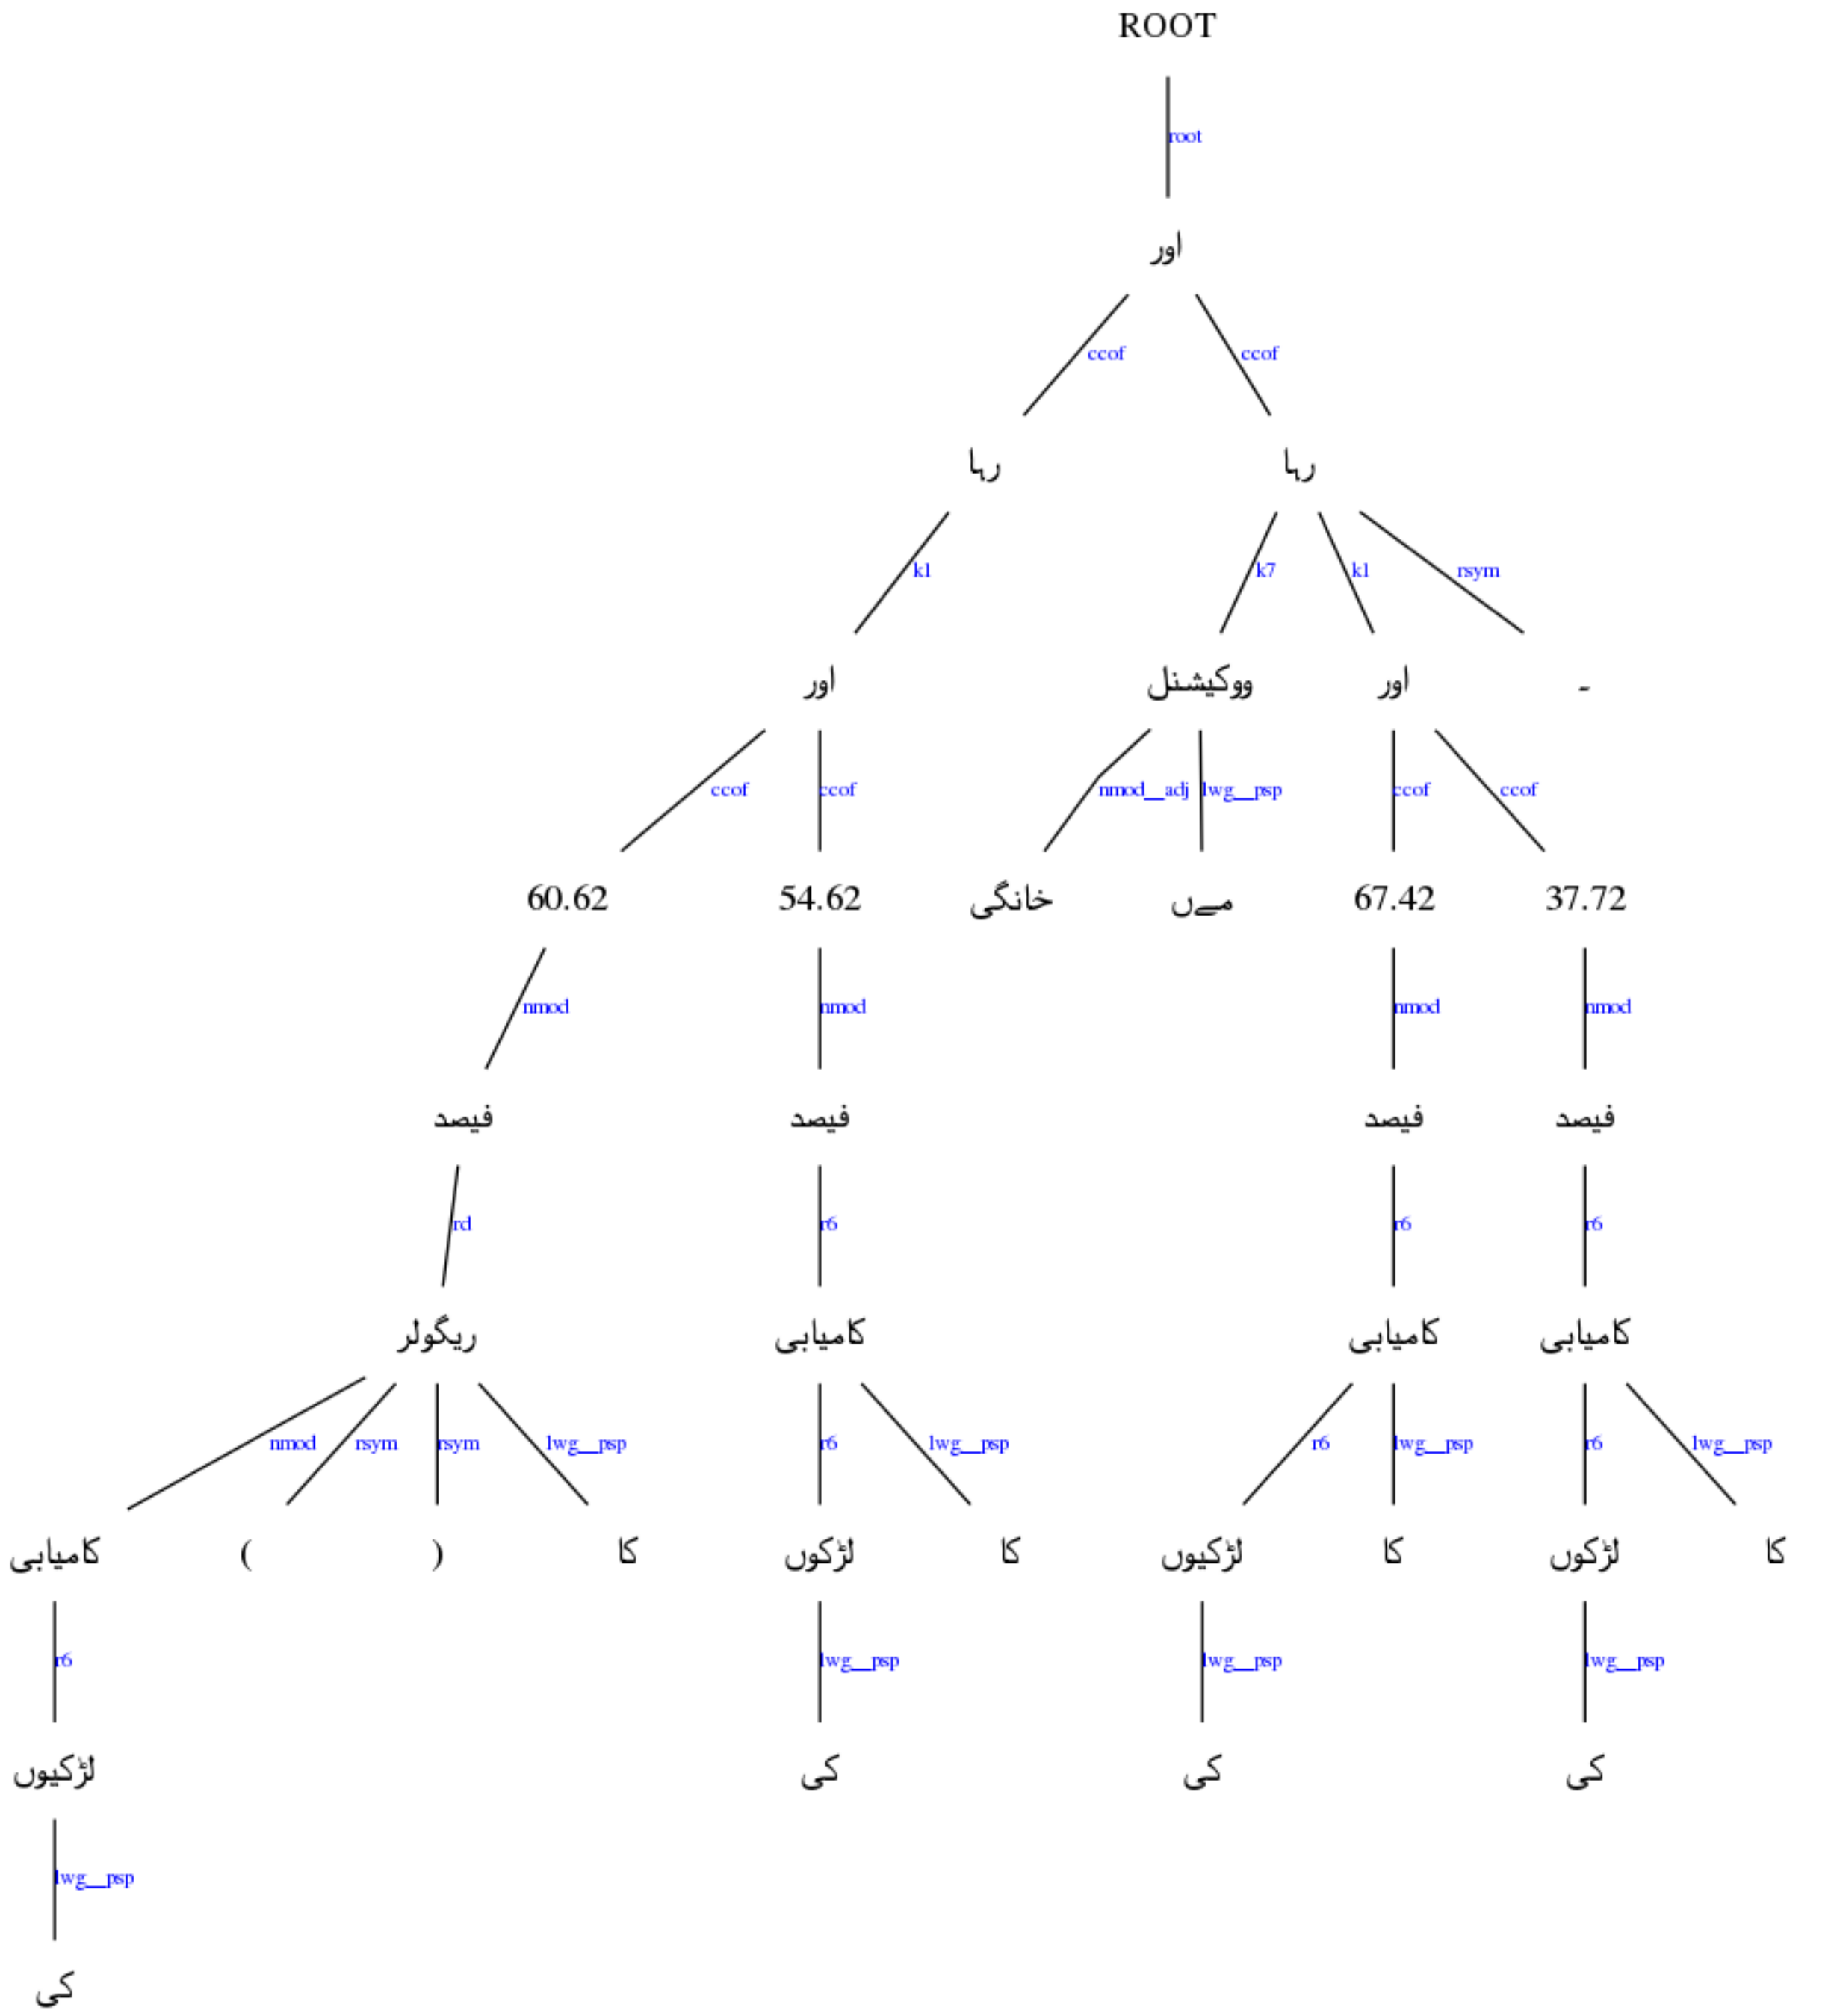 ROOT
root
اور
ccof ccof
رہا رہا
k1 k7 k1 rsym
اور ووکیشنل اور ۔
ccof ccof nmod__adj lwg__psp ccof ccof
60.62 54.62 خانگی میں 67.42 37.72
nmod nmod nmod nmod
فیصد فیصد فیصد فیصد
rd r6 r6 r6
ریگولر کامیابی کامیابی کامیابی
nmod rsym rsym lwg__psp r6 lwg__psp r6 lwg__psp r6 lwg__psp
کامیابی ( ) کا لڑکوں کا لڑکیوں کا لڑکوں کا
r6 lwg__psp lwg__psp lwg__psp
لڑکیوں کی کی کی
lwg__psp
کی